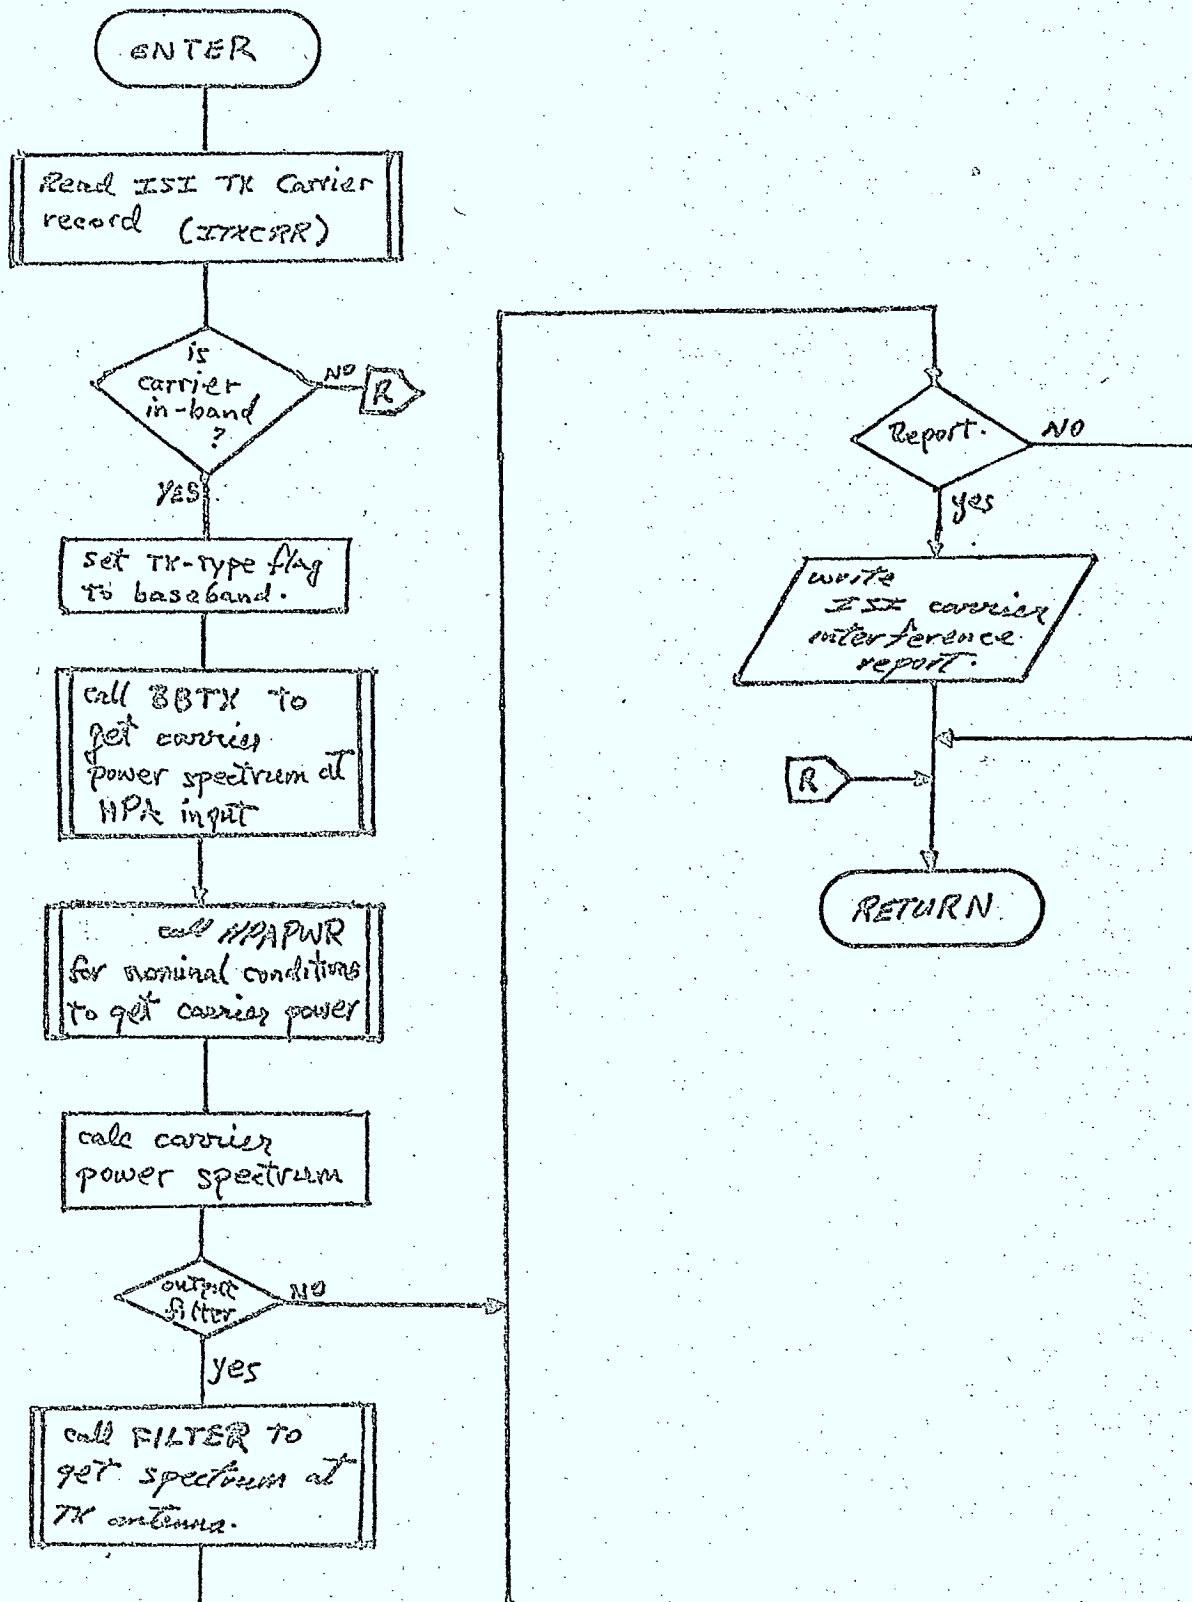 ENTER
Read ISI TX Carrier
record (ITXCRR)
is
carrier
in-band
?
NO
R
YES
set TX-Type flag
to baseband.
call BBTX to
get carrier
power spectrum at
HPA input
call HPAPWR
for nominal conditions
to get carrier power
calc carrier
power spectrum
output
filter
NO
yes
call FILTER to
get spectrum at
TX antenna.
Report.
NO
yes
write
ISI carrier
interference
report.
R
RETURN